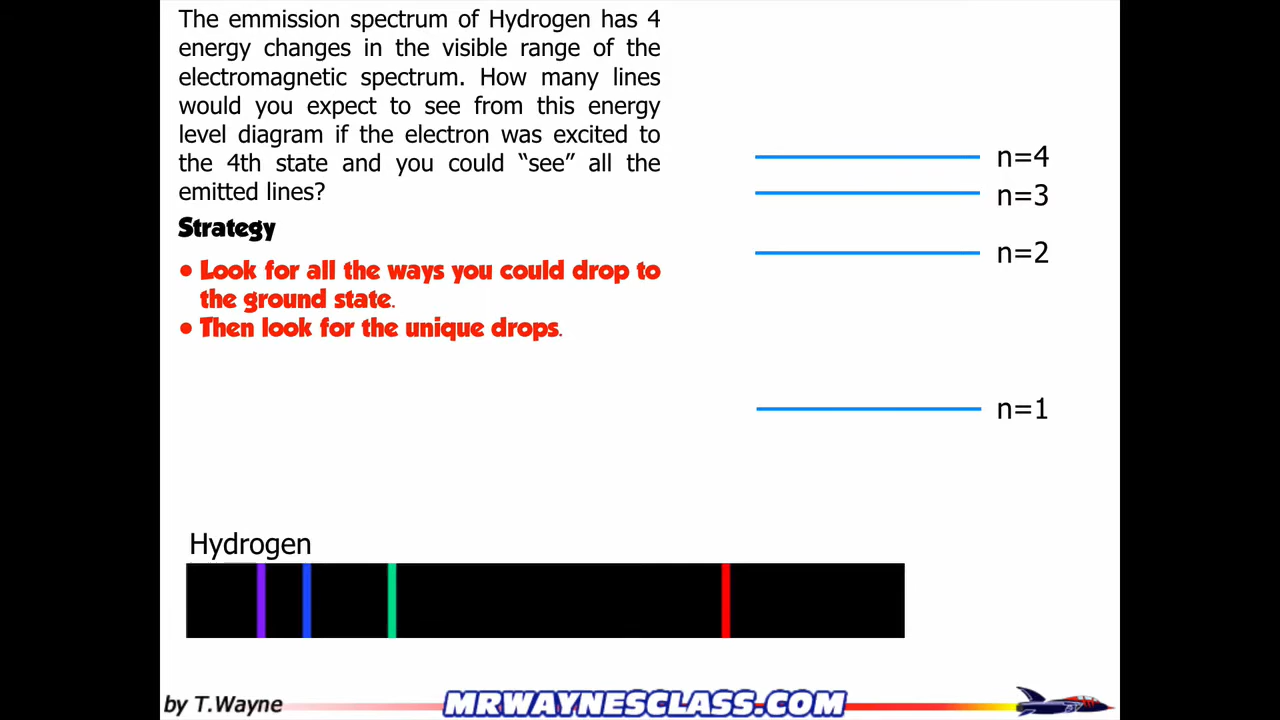 The emmission spectrum of Hydrogen has 4
energy changes in the visible range of the
electromagnetic spectrum. How many lines
would you expect to see from this energy
level diagram if the electron was excited to
the 4th state and you could “see” all the
emitted lines?
Strategy
• Look for all the ways you could drop to
the ground state.
• Then look for the unique drops.
n=4
n=3
n=2
n=1
Hydrogen
by T.Wayne
MRWAYNESCLASS.COM